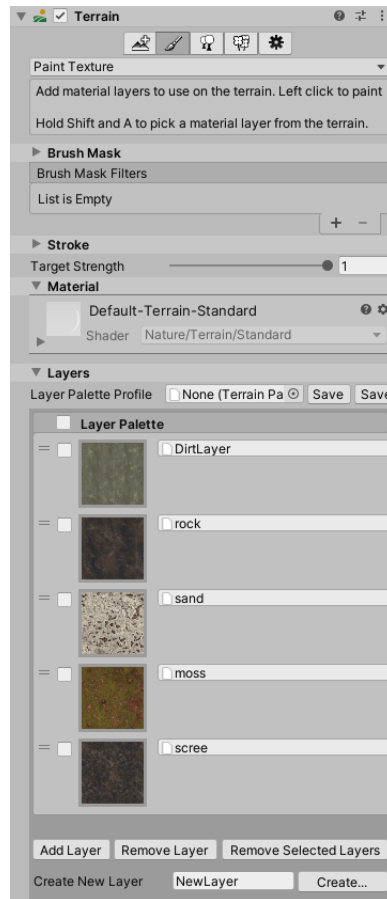 Terrain
Paint Texture
Add material layers to use on the terrain. Left click to paint
Hold Shift and A to pick a material layer from the terrain.
Brush Mask
Brush Mask Filters
List is Empty
+ −
Stroke
Target Strength 1
Material
Default-Terrain-Standard
Shader Nature/Terrain/Standard
Layers
Layer Palette Profile None (Terrain Pa Save Save
Layer Palette
DirtLayer
rock
sand
moss
scree
Add Layer Remove Layer Remove Selected Layers
Create New Layer NewLayer Create...